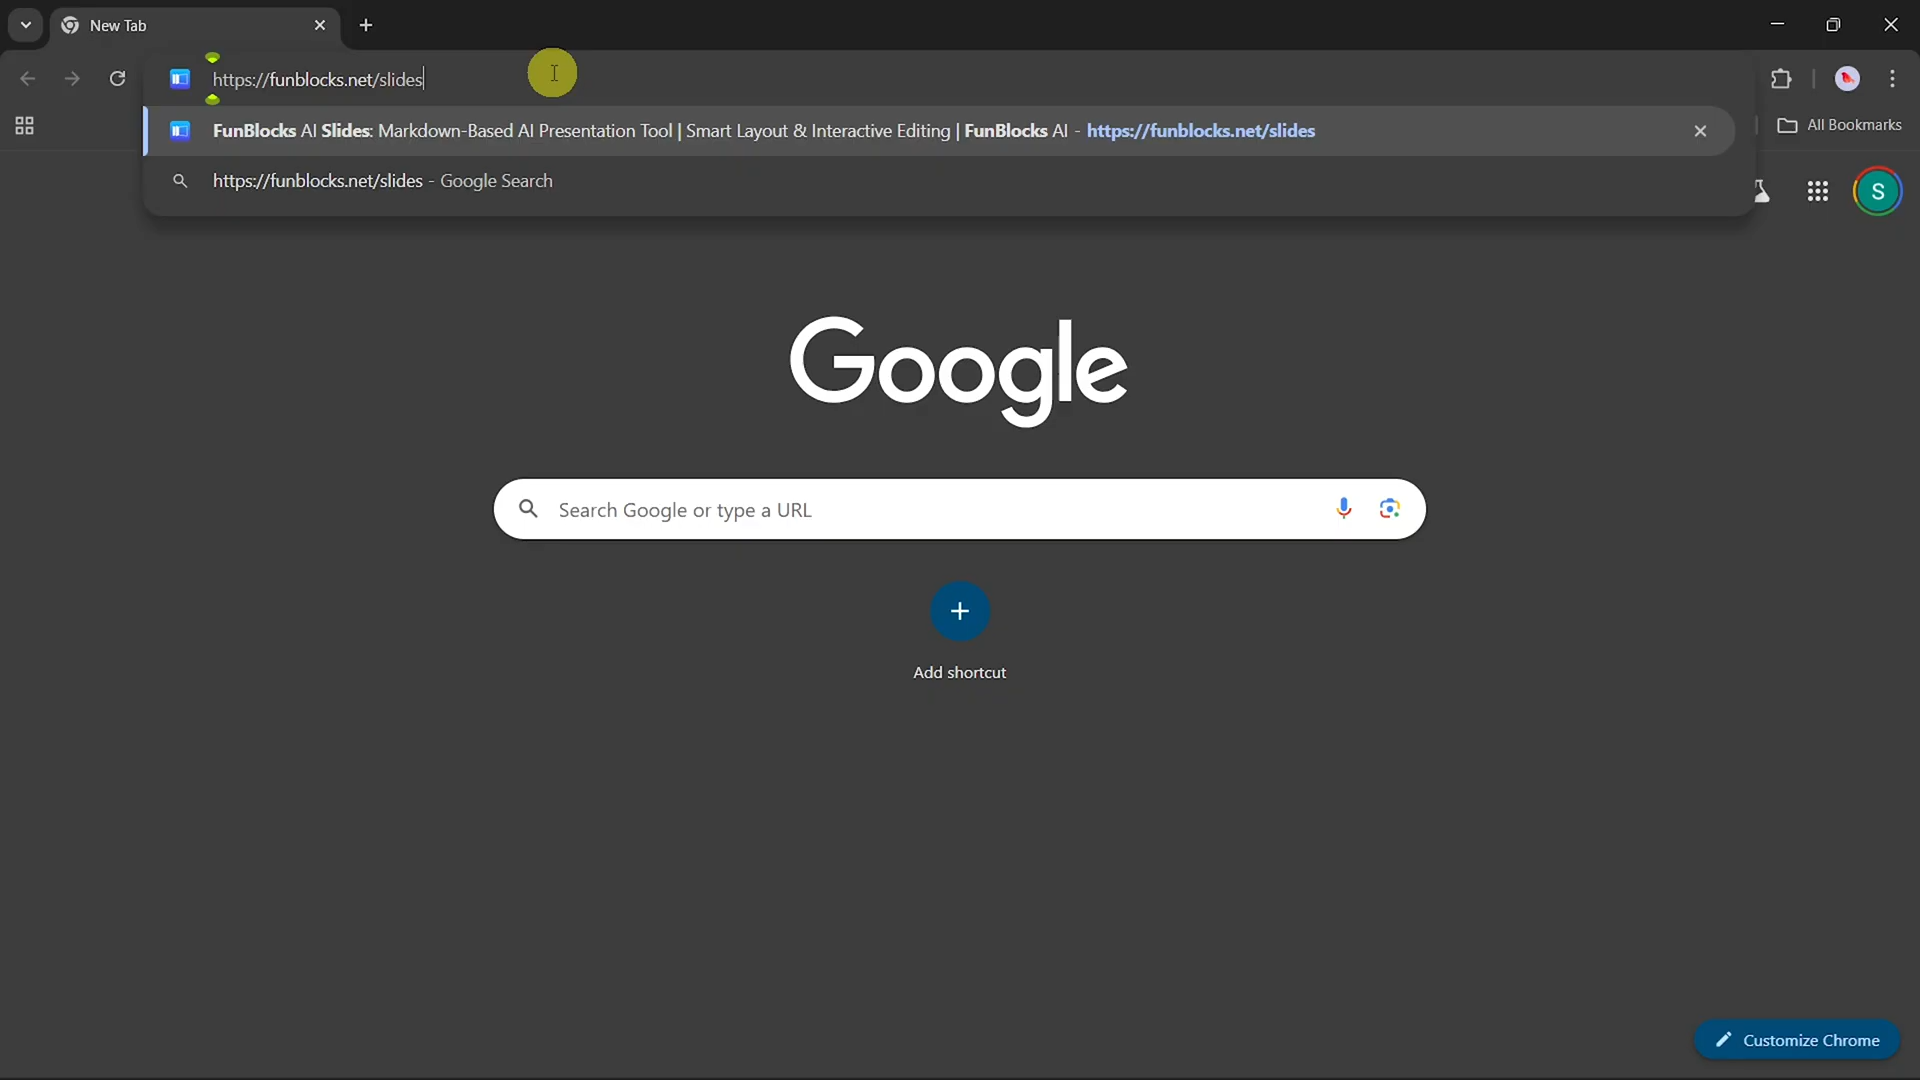 New Tab
https://funblocks.net/slides
FunBlocks AI Slides: Markdown-Based AI Presentation Tool | Smart Layout & Interactive Editing | FunBlocks AI - https://funblocks.net/slides
All Bookmarks
https://funblocks.net/slides - Google Search
S
Google
Search Google or type a URL
Add shortcut
Customize Chrome